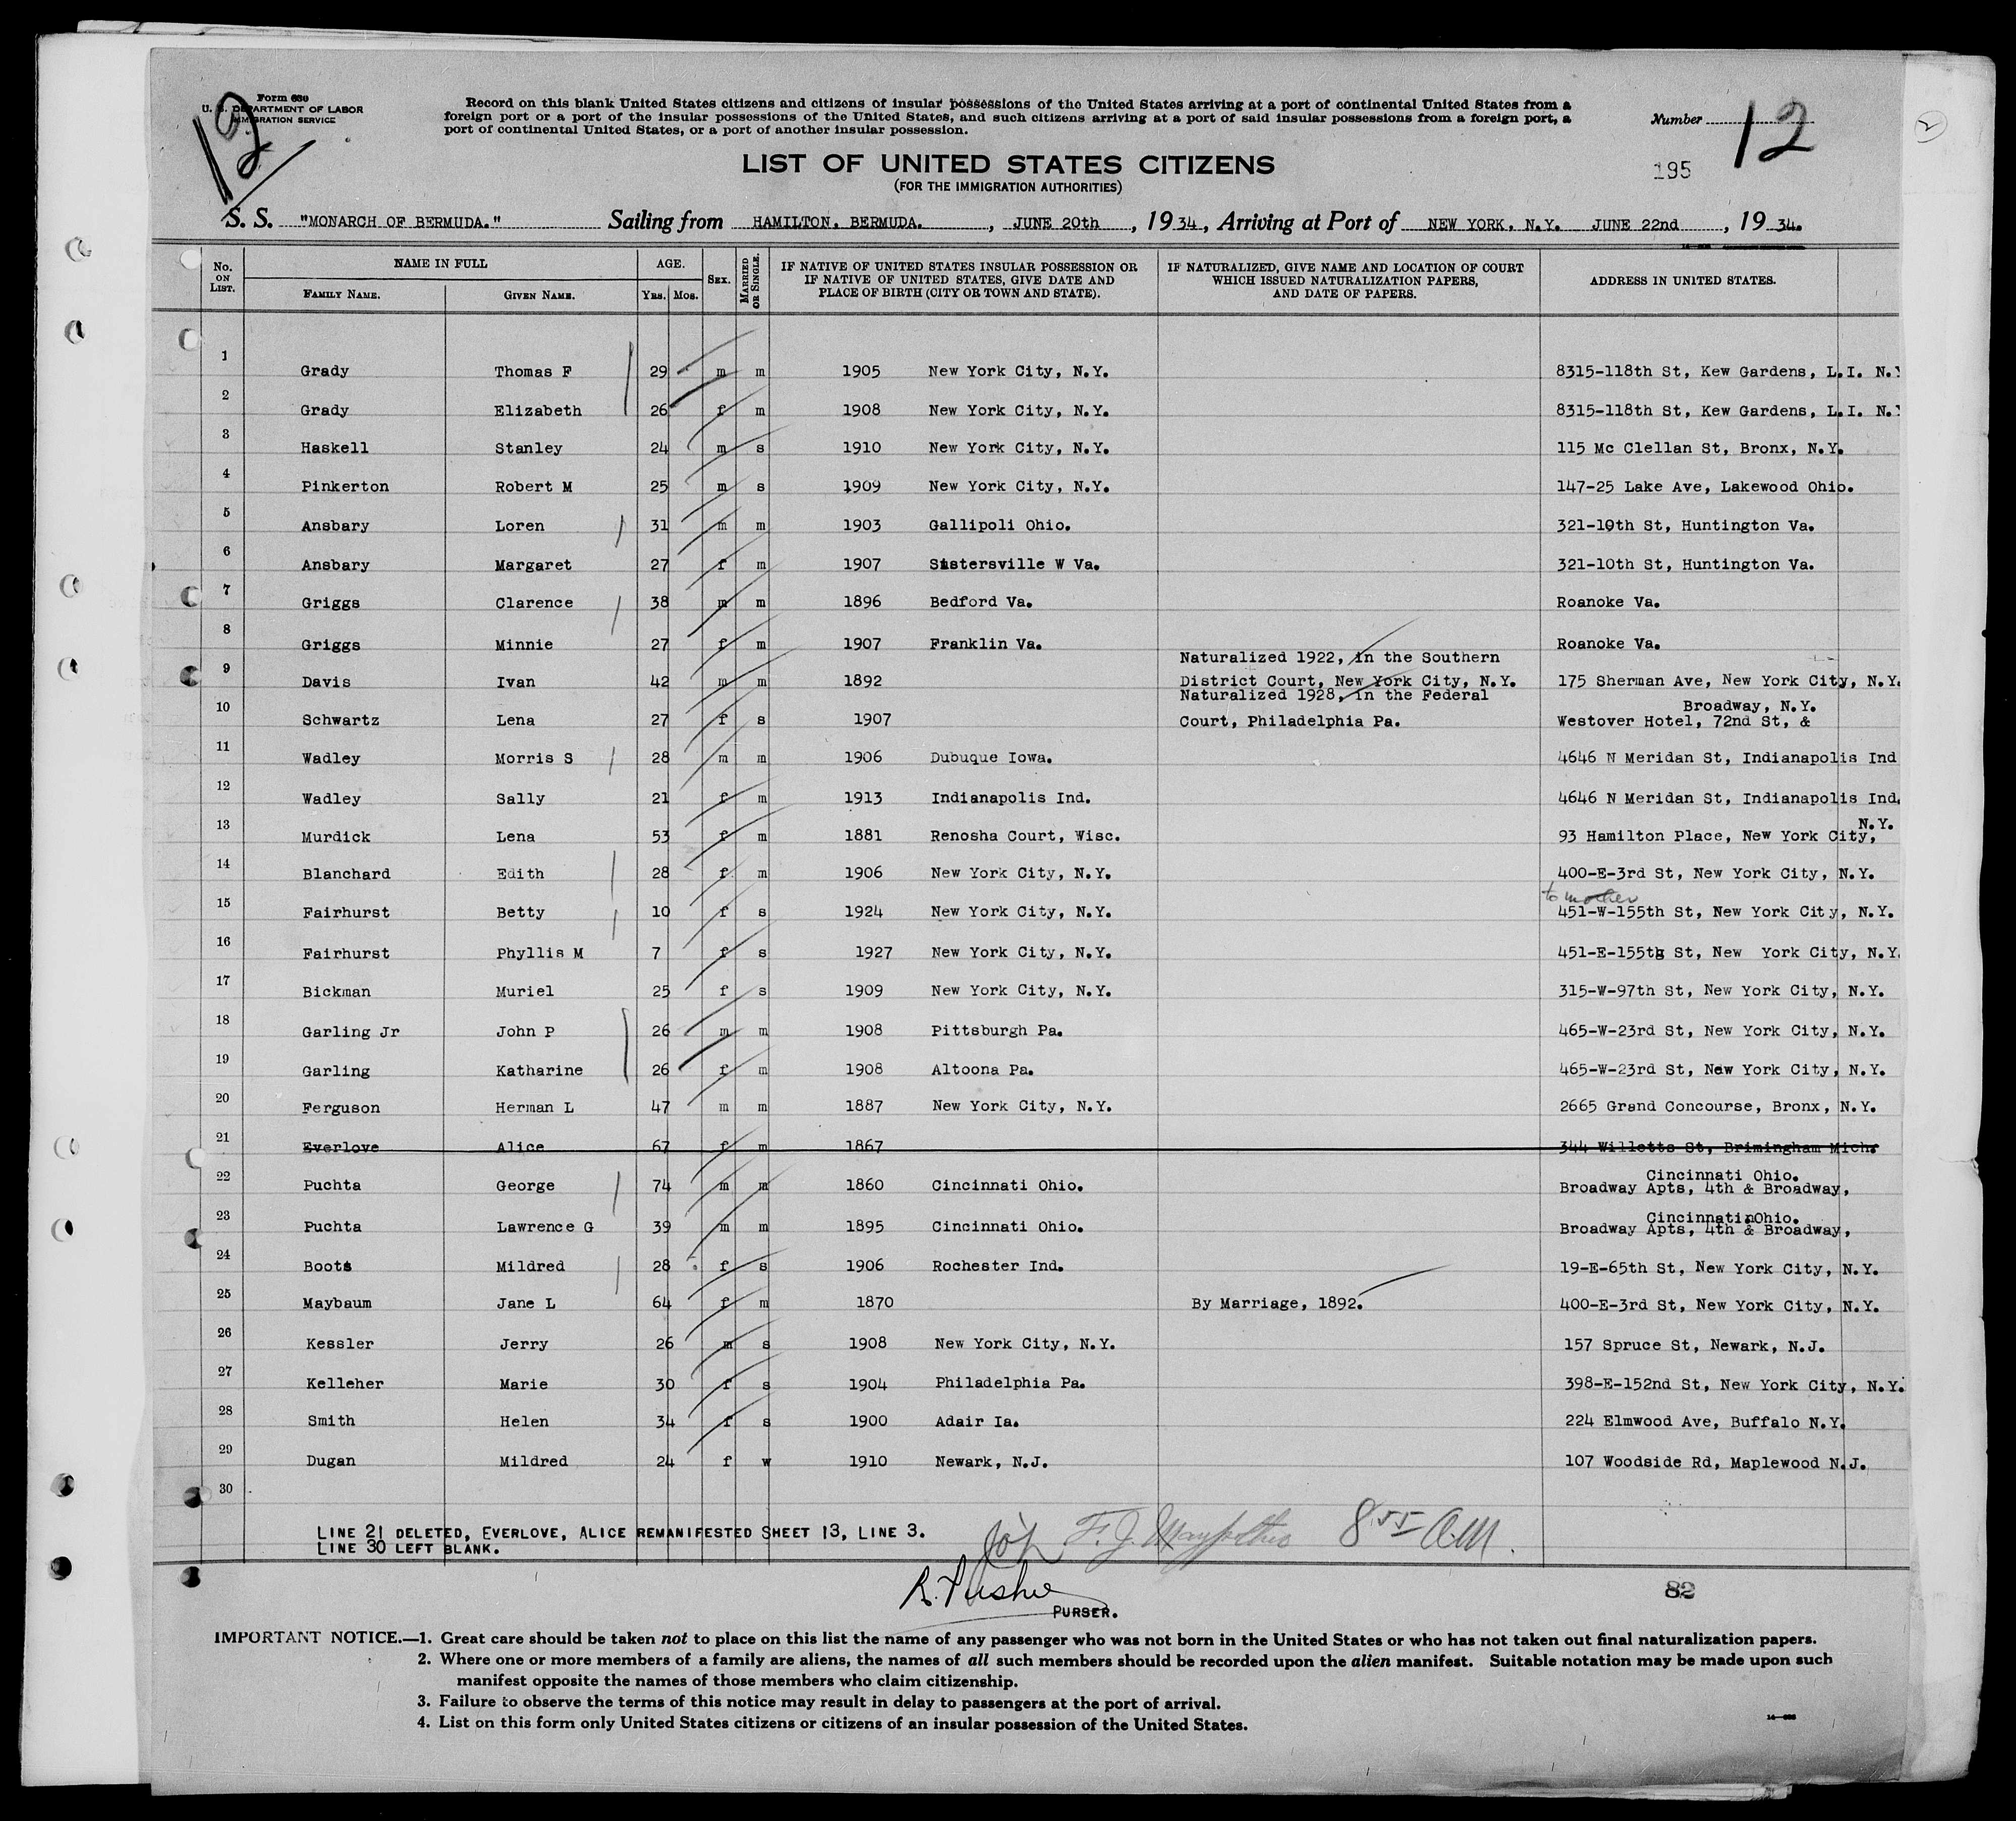 Form 630
U. S. DEPARTMENT OF LABOR
IMMIGRATION SERVICE
12
Record on this blank United States citizens and citizens of insular possessions of the United States arriving at a port of continental United States from a
foreign port or a port of the insular possessions of the United States, and such citizens arriving at a port of said insular possessions from a foreign port, a
port of continental United States, or a port of another insular possession.
Number 12
2
195
LIST OF UNITED STATES CITIZENS
(FOR THE IMMIGRATION AUTHORITIES)
S. S. "MONARCH OF BERMUDA." Sailing from HAMILTON, BERMUDA. , JUNE 20th , 19 34, Arriving at Port of NEW YORK, N.Y. JUNE 22nd , 19 34.
No. ON LIST. NAME IN FULL FAMILY NAME. GIVEN NAME. AGE. YRS. MOS. SEX. MARRIED OR SINGLE. IF NATIVE OF UNITED STATES INSULAR POSSESSION OR IF NATIVE OF UNITED STATES, GIVE DATE AND PLACE OF BIRTH (CITY OR TOWN AND STATE). IF NATURALIZED, GIVE NAME AND LOCATION OF COURT WHICH ISSUED NATURALIZATION PAPERS, AND DATE OF PAPERS. ADDRESS IN UNITED STATES.
1 Grady Thomas F 29 m m 1905 New York City, N.Y. 8315-118th St, Kew Gardens, L.I. N.Y
2 Grady Elizabeth 26 f m 1908 New York City, N.Y. 8315-118th St, Kew Gardens, L.I. N.
3 Haskell Stanley 24 m s 1910 New York City, N.Y. 115 Mc Clellan St, Bronx, N.Y.
4 Pinkerton Robert M 25 m s 1909 New York City, N.Y. 147-25 Lake Ave, Lakewood Ohio.
5 Ansbary Loren 31 m m 1903 Gallipoli Ohio. 321-10th St, Huntington Va.
6 Ansbary Margaret 27 f m 1907 Sistersville W Va. 321-10th St, Huntington Va.
7 Griggs Clarence 38 m m 1896 Bedford Va. Roanoke Va.
8 Griggs Minnie 27 f m 1907 Franklin Va. Roanoke Va.
Naturalized 1922, in the Southern
9 Davis Ivan 42 m m 1892 District Court, New York City, N.Y. 175 Sherman Ave, New York City, N.Y.
Naturalized 1928, in the Federal Broadway, N.Y.
10 Schwartz Lena 27 f s 1907 Court, Philadelphia Pa. Westover Hotel, 72nd St, &
11 Wadley Morris S 28 m m 1906 Dubuque Iowa. 4646 N Meridan St, Indianapolis Ind
12 Wadley Sally 21 f m 1913 Indianapolis Ind. 4646 N Meridan St, Indianapolis Ind.
N.Y.
13 Murdick Lena 53 f m 1881 Renosha Court, Wisc. 93 Hamilton Place, New York City,
14 Blanchard Edith 28 f m 1906 New York City, N.Y. 400-E-3rd St, New York City, N.Y.
to mother
15 Fairhurst Betty 10 f s 1924 New York City, N.Y. 451-W-155th St, New York City, N.Y.
16 Fairhurst Phyllis M 7 f s 1927 New York City, N.Y. 451-E-155th St, New York City, N.Y.
17 Bickman Muriel 25 f s 1909 New York City, N.Y. 315-W-97th St, New York City, N.Y.
18 Garling Jr John P 26 m m 1908 Pittsburgh Pa. 465-W-23rd St, New York City, N.Y.
19 Garling Katharine 26 f m 1908 Altoona Pa. 465-W-23rd St, New York City, N.Y.
20 Ferguson Herman L 47 m m 1887 New York City, N.Y. 2665 Grand Concourse, Bronx, N.Y.
21 Everlove Alice 67 f m 1867 344 Willetts St, Brimingham Mich.
Cincinnati Ohio.
22 Puchta George 74 m m 1860 Cincinnati Ohio. Broadway Apts, 4th & Broadway,
Cincinnati Ohio.
23 Puchta Lawrence G 39 m m 1895 Cincinnati Ohio. Broadway Apts, 4th & Broadway,
24 Boots Mildred 28 f s 1906 Rochester Ind. 19-E-65th St, New York City, N.Y.
25 Maybaum Jane L 64 f m 1870 By Marriage, 1892. 400-E-3rd St, New York City, N.Y.
26 Kessler Jerry 26 m s 1908 New York City, N.Y. 157 Spruce St, Newark, N.J.
27 Kelleher Marie 30 f s 1904 Philadelphia Pa. 398-E-152nd St, New York City, N.Y.
28 Smith Helen 34 f s 1900 Adair Ia. 224 Elmwood Ave, Buffalo N.Y.
29 Dugan Mildred 24 f w 1910 Newark, N.J. 107 Woodside Rd, Maplewood N.J.
30
LINE 21 DELETED, EVERLOVE, ALICE REMANIFESTED SHEET 13, LINE 3.
LINE 30 LEFT BLANK.
F. J. 8 55 AM.
R.
PURSER.
82
IMPORTANT NOTICE.—1. Great care should be taken not to place on this list the name of any passenger who was not born in the United States or who has not taken out final naturalization papers.
2. Where one or more members of a family are aliens, the names of all such members should be recorded upon the alien manifest. Suitable notation may be made upon such
manifest opposite the names of those members who claim citizenship.
3. Failure to observe the terms of this notice may result in delay to passengers at the port of arrival.
4. List on this form only United States citizens or citizens of an insular possession of the United States.